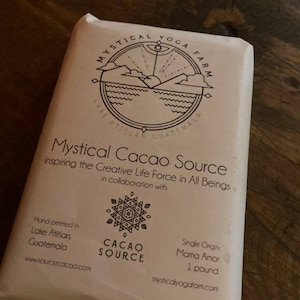 MYSTICAL YOGA FARM
LAKE ATITLAN GUATEMALA
Mystical Cacao Source
Inspiring the Creative Life Force in All Beings
in collaboration with
CACAO
SOURCE
Hand peeled in
Lake Atitlan,
Guatemala
www.sourcecacao.com
Single Origin:
Mama Amor
1 pound
mysticalyogafarm.com